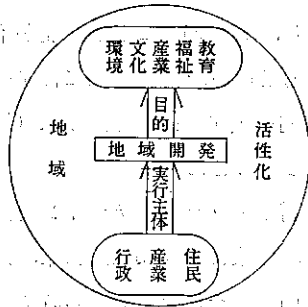 教育
福祉
産業
文化
環境
目的
活性化
地域
地域開発
実行主体
住民
産業
行政